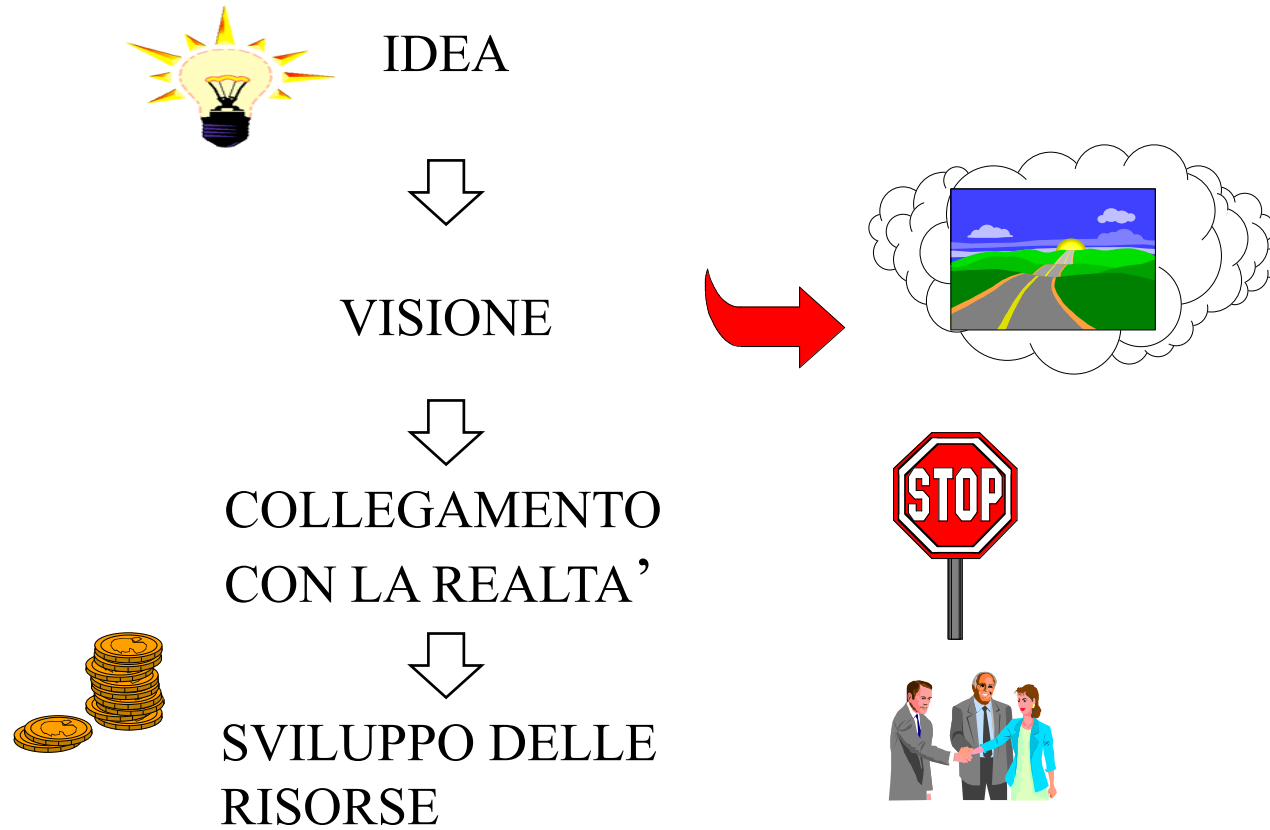 IDEA
VISIONE
COLLEGAMENTO
CON LA REALTA’
STOP
SVILUPPO DELLE
RISORSE